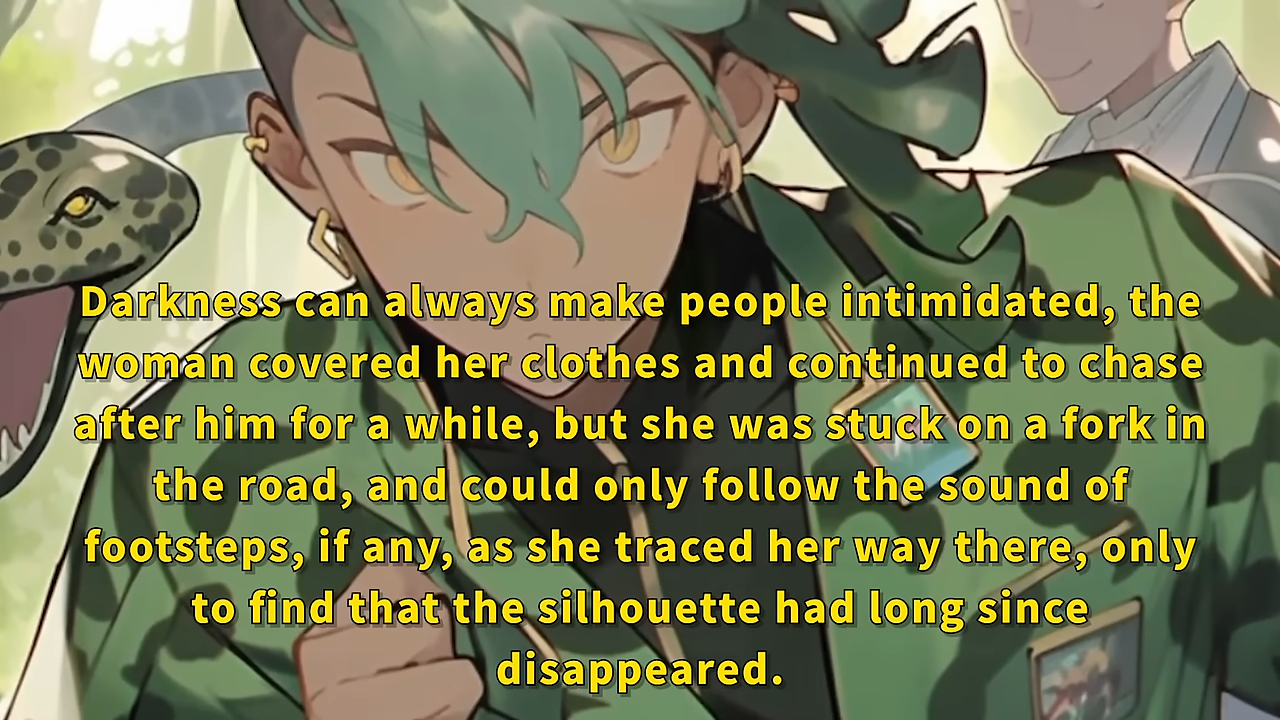 Darkness can always make people intimidated, the
woman covered her clothes and continued to chase
after him for a while, but she was stuck on a fork in
the road, and could only follow the sound of
footsteps, if any, as she traced her way there, only
to find that the silhouette had long since
disappeared.